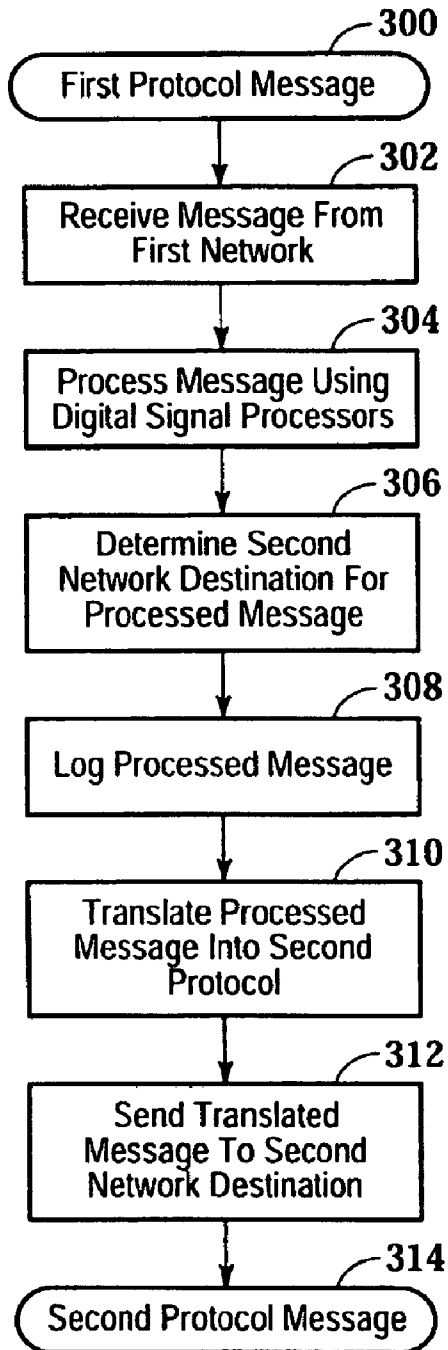 300
First Protocol Message
302
Receive Message From
First Network
304
Process Message Using
Digital Signal Processors
306
Determine Second
Network Destination For
Processed Message
308
Log Processed Message
310
Translate Processed
Message Into Second
Protocol
312
Send Translated
Message To Second
Network Destination
314
Second Protocol Message